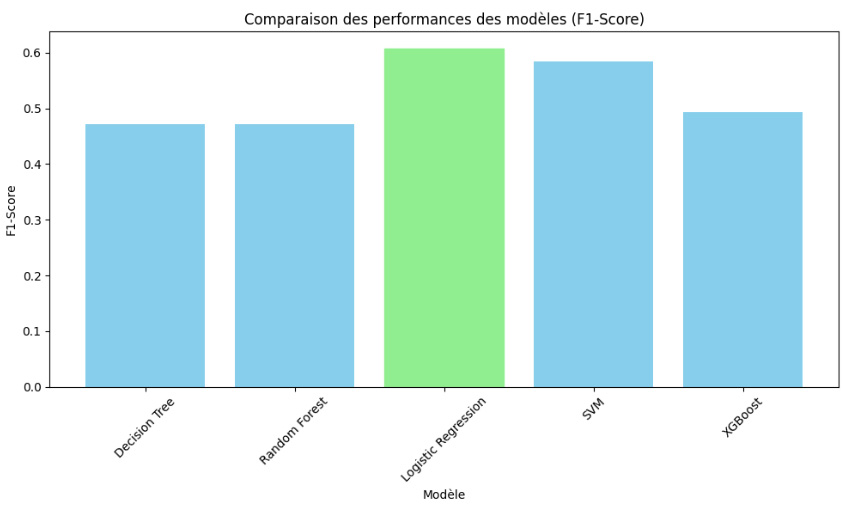 Comparaison des performances des modèles (F1-Score)
F1-Score
0.6
0.5
0.4
0.3
0.2
0.1
0.0
Decision Tree
Random Forest
Logistic Regression
SVM
XGBoost
Modèle